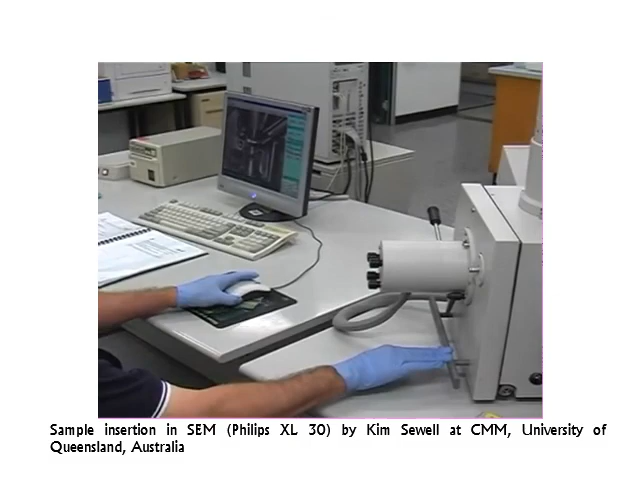 Sample insertion in SEM (Philips XL 30) by Kim Sewell at CMM, University of
Queensland, Australia